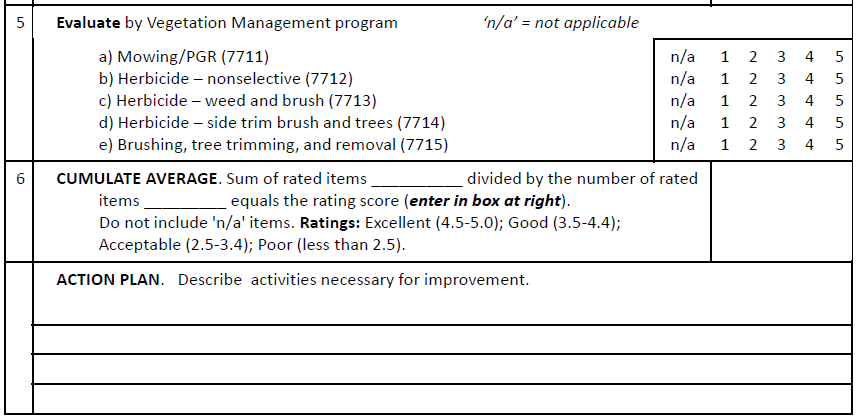 5 Evaluate by Vegetation Management program 'n/a' = not applicable
a) Mowing/PGR (7711) n/a 1 2 3 4 5
b) Herbicide – nonselective (7712) n/a 1 2 3 4 5
c) Herbicide – weed and brush (7713) n/a 1 2 3 4 5
d) Herbicide – side trim brush and trees (7714) n/a 1 2 3 4 5
e) Brushing, tree trimming, and removal (7715) n/a 1 2 3 4 5
6 CUMULATE AVERAGE. Sum of rated items __________ divided by the number of rated
items _________ equals the rating score (enter in box at right).
Do not include 'n/a' items. Ratings: Excellent (4.5-5.0); Good (3.5-4.4);
Acceptable (2.5-3.4); Poor (less than 2.5).
ACTION PLAN. Describe activities necessary for improvement.